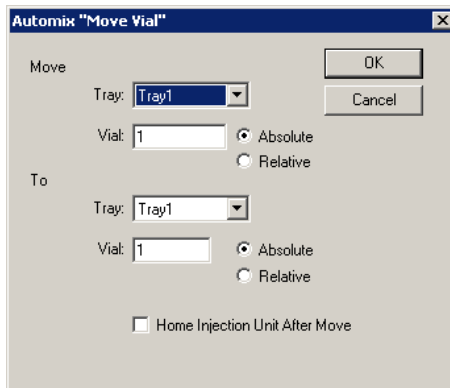 Automix "Move Vial"
Move
OK
Tray: Tray1
Cancel
Vial: 1
Absolute
Relative
To
Tray: Tray1
Vial: 1
Absolute
Relative
Home Injection Unit After Move